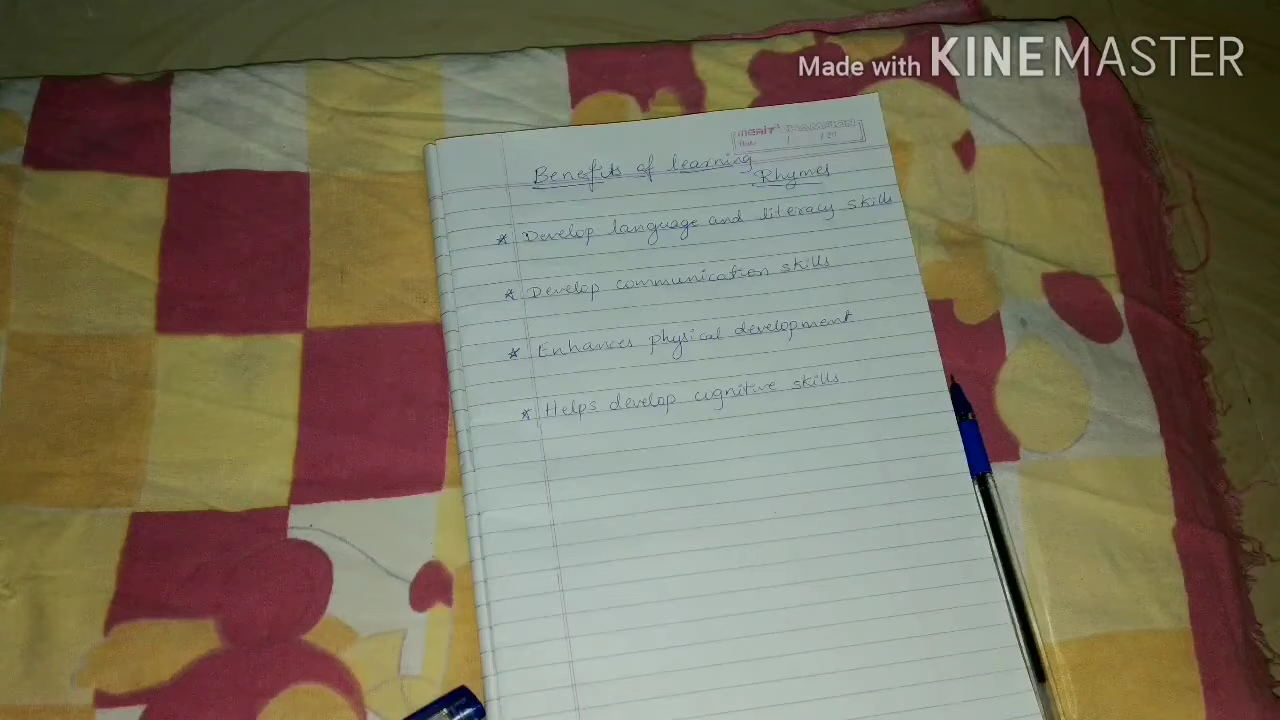 Made with KINEMASTER
Benefits of learning
Rhymes
* Develop language and literacy skills
* Develop communication skills
* Enhances physical development
* Helps develop cognitive skills